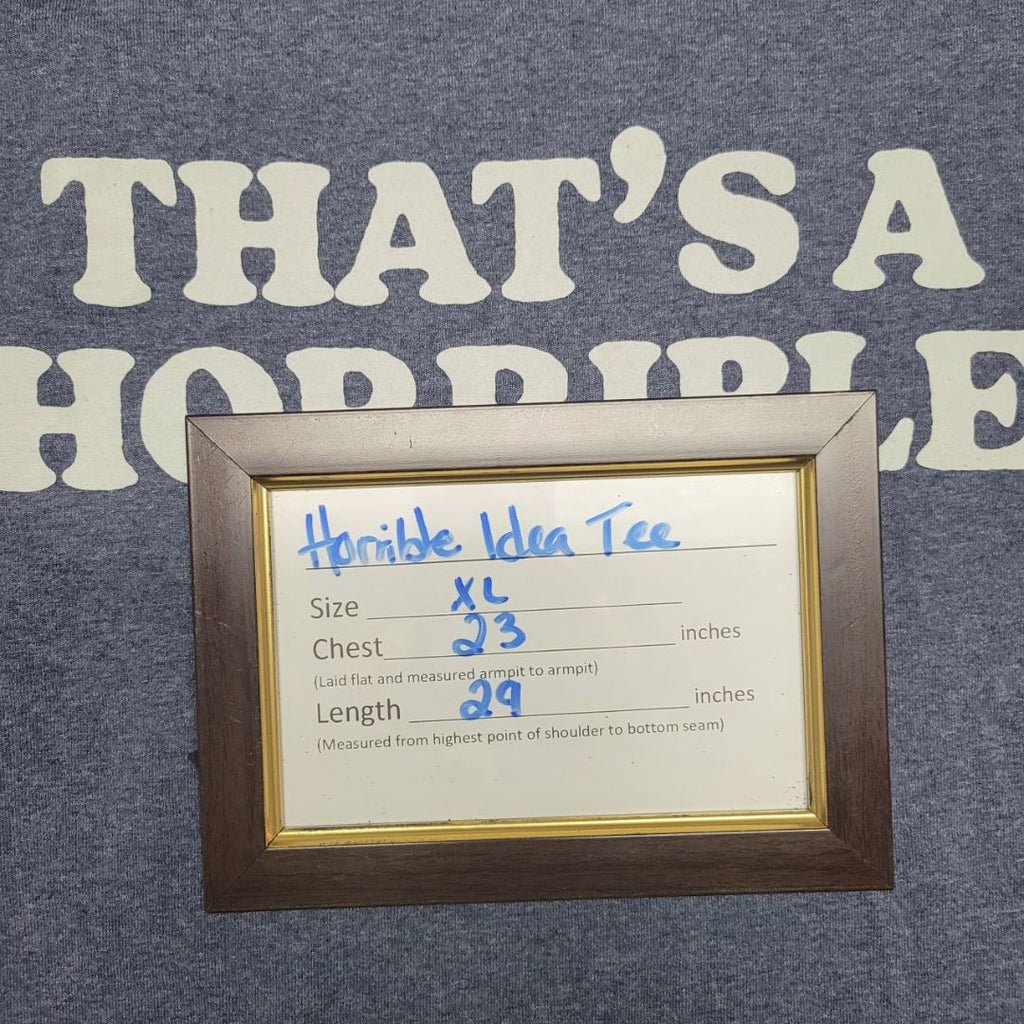 THAT'S A
HORRIBLE
Horrible Idea Tee
Size XL
Chest 23 inches
(Laid flat and measured armpit to armpit)
Length 29 inches
(Measured from highest point of shoulder to bottom seam)